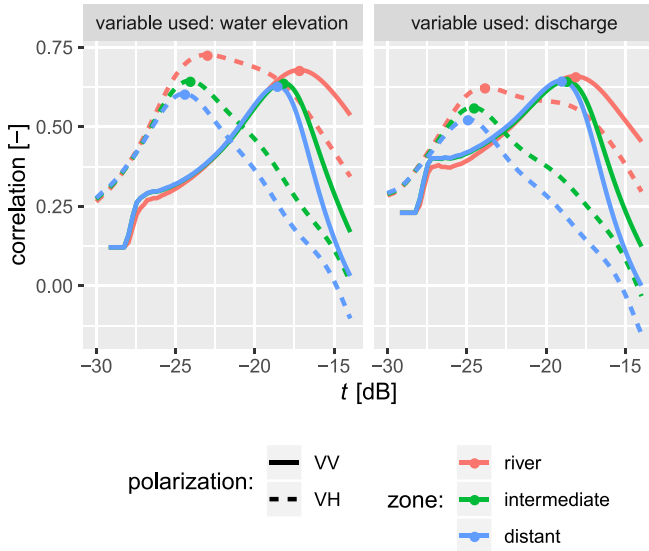 variable used: water elevation
variable used: discharge
correlation [−]
0.75
0.50
0.25
0.00
−30 −25 −20 −15
−30 −25 −20 −15
t [dB]
polarization:
VV
VH
zone:
river
intermediate
distant